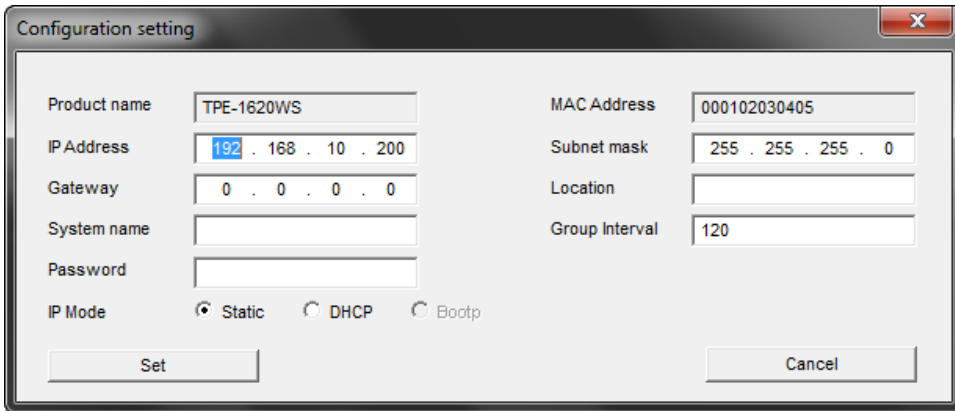 Configuration setting
Product name TPE-1620WS MAC Address 000102030405
IP Address 192 . 168 . 10 . 200 Subnet mask 255 . 255 . 255 . 0
Gateway 0 . 0 . 0 . 0 Location
System name Group Interval 120
Password
IP Mode Static DHCP Bootp
Set Cancel